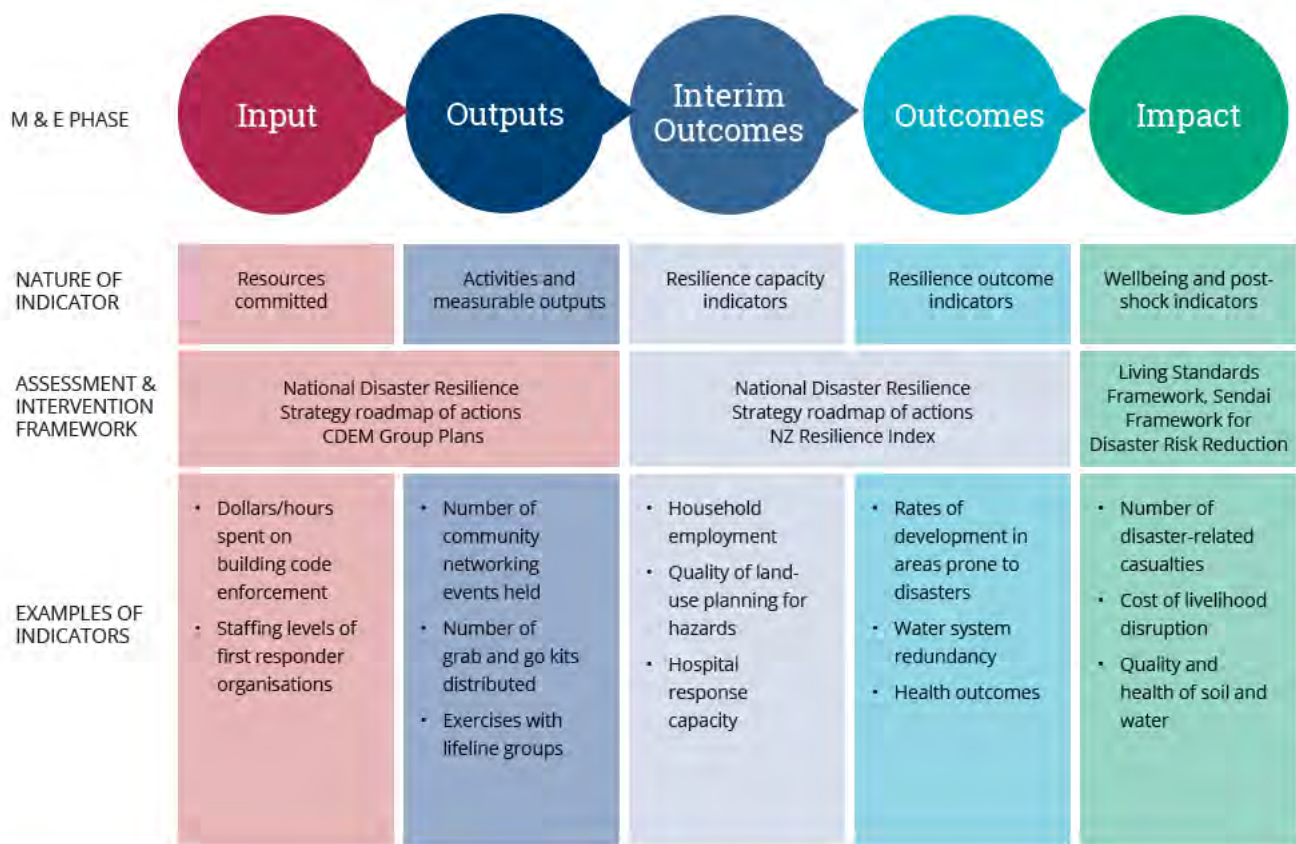 M & E PHASE
Input
Outputs
Interim
Outcomes
Outcomes
Impact
NATURE OF
INDICATOR
Resources
committed
Activities and
measurable outputs
Resilience capacity
indicators
Resilience outcome
indicators
Wellbeing and post-
shock indicators
ASSESSMENT &
INTERVENTION
FRAMEWORK
National Disaster Resilience
Strategy roadmap of actions
CDEM Group Plans
National Disaster Resilience
Strategy roadmap of actions
NZ Resilience Index
Living Standards
Framework, Sendai
Framework for
Disaster Risk Reduction
EXAMPLES OF
INDICATORS
• Dollars/hours
spent on
building code
enforcement
• Staffing levels of
first responder
organisations
• Number of
community
networking
events held
• Number of
grab and go kits
distributed
• Exercises with
lifeline groups
• Household
employment
• Quality of land-
use planning for
hazards
• Hospital
response
capacity
• Rates of
development in
areas prone to
disasters
• Water system
redundancy
• Health outcomes
• Number of
disaster-related
casualties
• Cost of livelihood
disruption
• Quality and
health of soil and
water